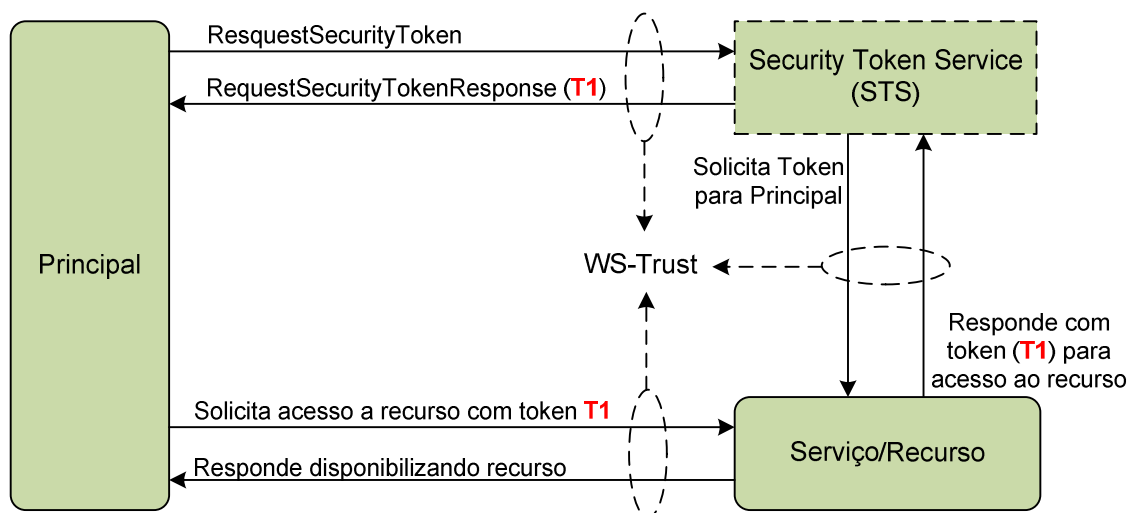 ResquestSecurityToken
RequestSecurityTokenResponse (T1)
Security Token Service
(STS)
Solicita Token
para Principal
Principal
WS-Trust
Responde com
token (T1) para
acesso ao recurso
Solicita acesso a recurso com token T1
Responde disponibilizando recurso
Serviço/Recurso